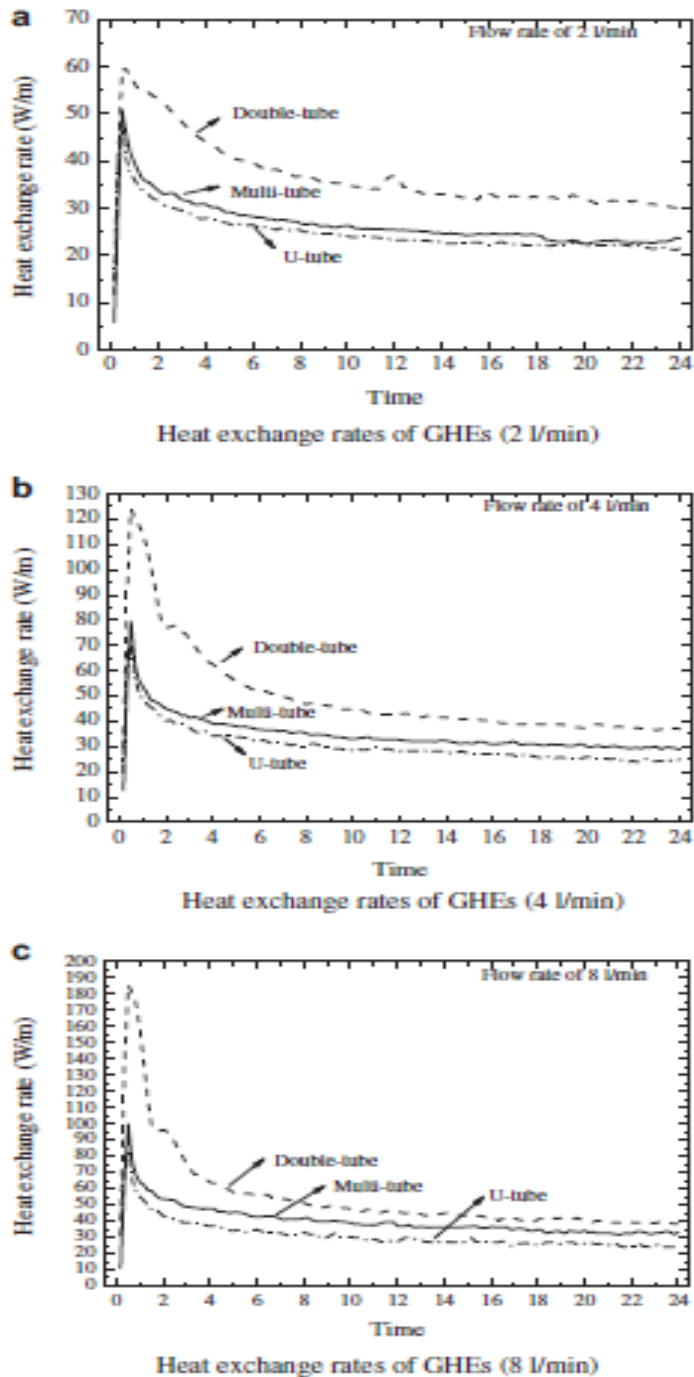 a
Flow rate of 2 l/min
Heat exchange rate (W/m)
70
60
50
40
30
20
10
0
Double-tube
Multi-tube
U-tube
0 2 4 6 8 10 12 14 16 18 20 22 24
Time
Heat exchange rates of GHEs (2 l/min)
b
Flow rate of 4 l/min
Heat exchange rate (W/m)
130
120
110
100
90
80
70
60
50
40
30
20
10
0
Double-tube
Multi-tube
U-tube
0 2 4 6 8 10 12 14 16 18 20 22 24
Time
Heat exchange rates of GHEs (4 l/min)
c
Flow rate of 8 l/min
Heat exchange rate (W/m)
200
190
180
170
160
150
140
130
120
110
100
90
80
70
60
50
40
30
20
10
0
Double-tube
Multi-tube
U-tube
0 2 4 6 8 10 12 14 16 18 20 22 24
Time
Heat exchange rates of GHEs (8 l/min)